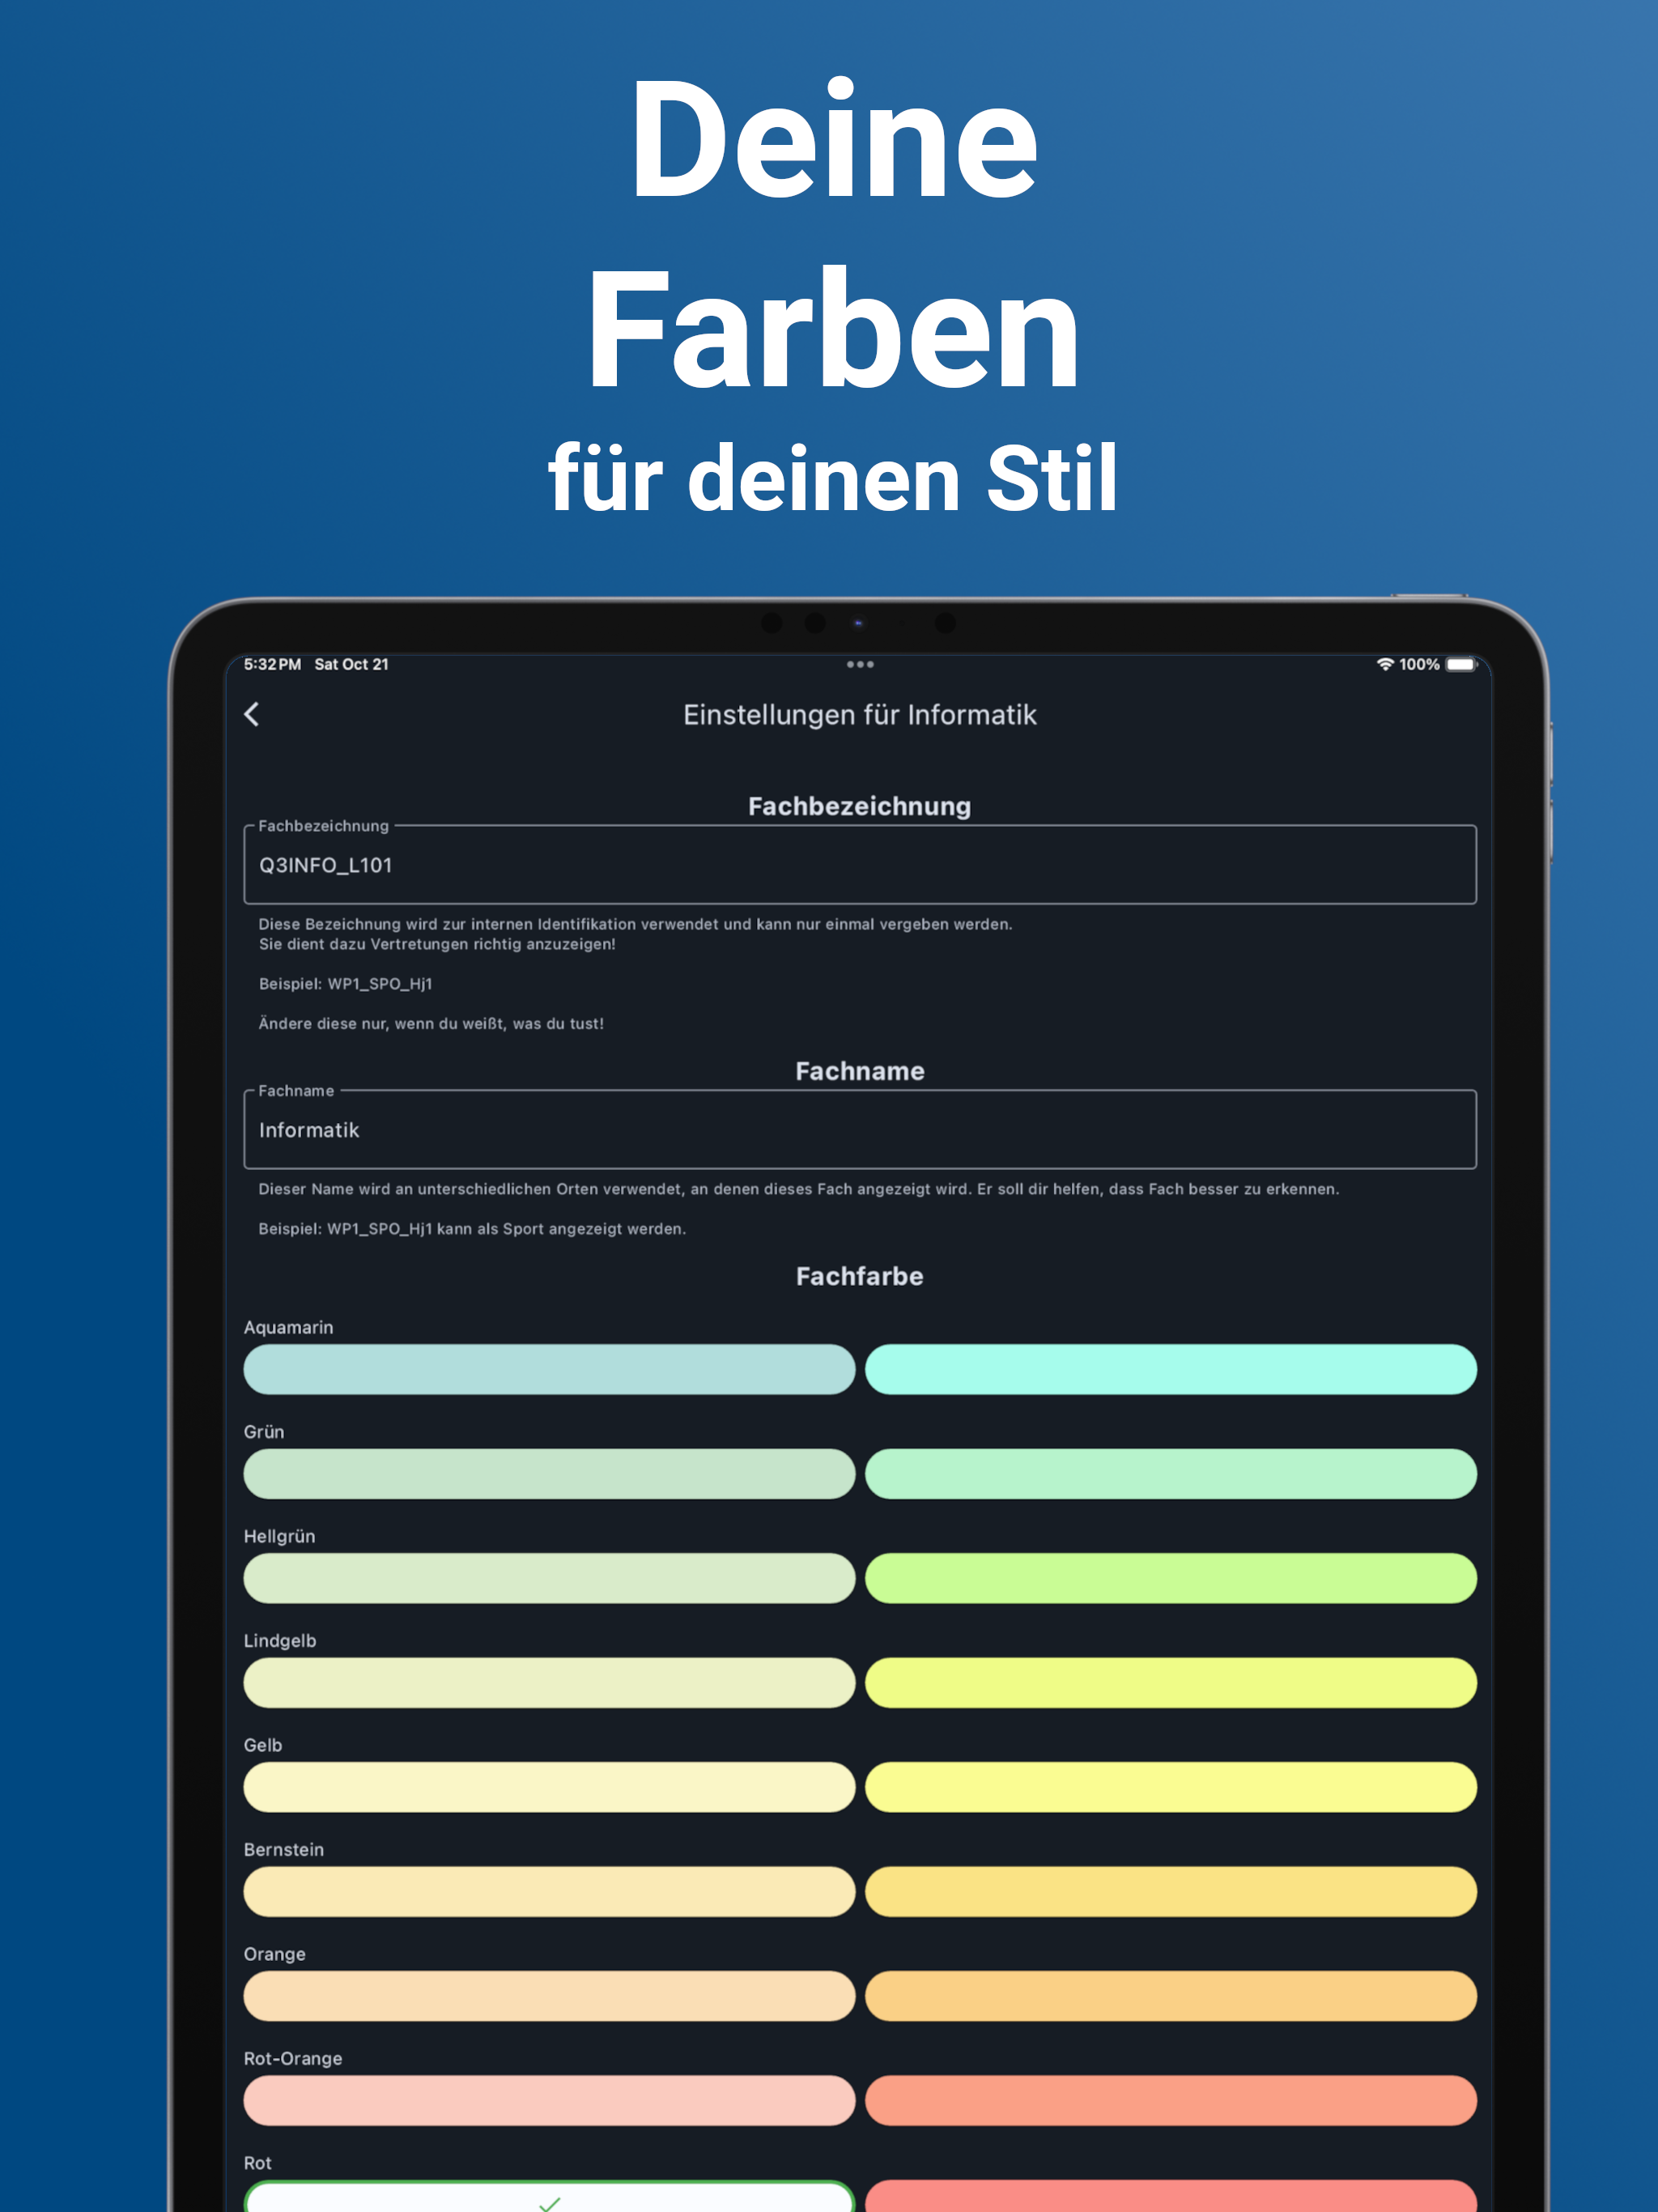 Deine
Farben
für deinen Stil
5:32 PM Sat Oct 21
100%
Einstellungen für Informatik
Fachbezeichnung
Fachbezeichnung
Q3INFO_L101
Diese Bezeichnung wird zur internen Identifikation verwendet und kann nur einmal vergeben werden.
Sie dient dazu Vertretungen richtig anzuzeigen!
Beispiel: WP1_SPO_Hj1
Ändere diese nur, wenn du weißt, was du tust!
Fachname
Fachname
Informatik
Dieser Name wird an unterschiedlichen Orten verwendet, an denen dieses Fach angezeigt wird. Er soll dir helfen, dass Fach besser zu erkennen.
Beispiel: WP1_SPO_Hj1 kann als Sport angezeigt werden.
Fachfarbe
Aquamarin
Grün
Hellgrün
Lindgelb
Gelb
Bernstein
Orange
Rot-Orange
Rot